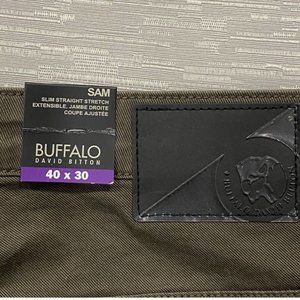 SAM
SLIM STRAIGHT STRETCH
EXTENSIBLE, JAMBE DROITE
COUPE AJUSTÉE
BUFFALO
DAVID BITTON
40 x 30